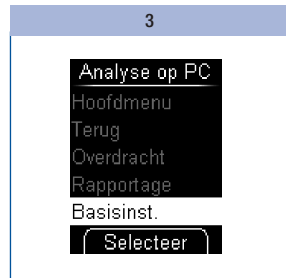 3
Analyse op PC
Hoofdmenu
Terug
Overdracht
Rapportage
Basisinst.
Selecteer